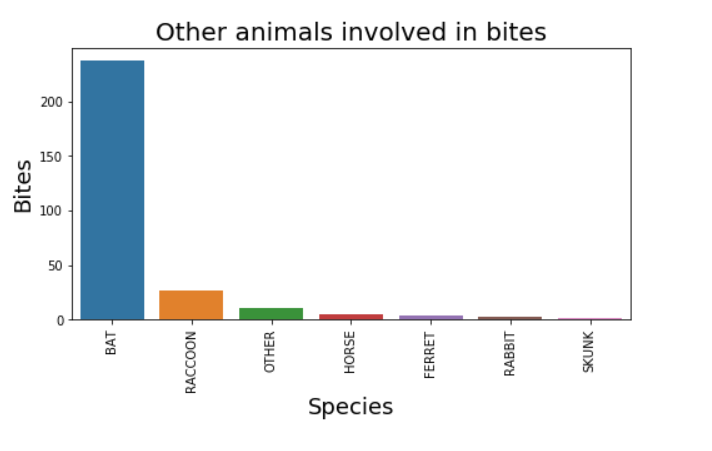 Other animals involved in bites
Bites
200
150
100
50
0
BAT
RACCOON
OTHER
HORSE
FERRET
RABBIT
SKUNK
Species